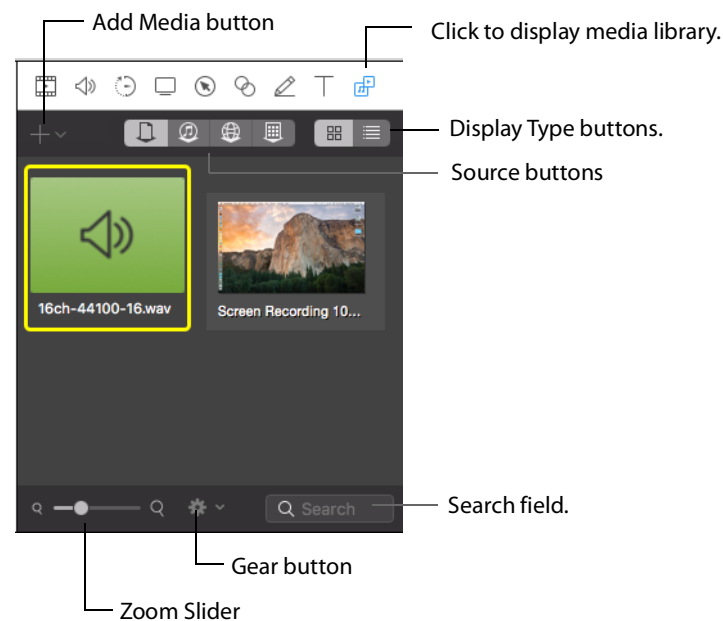 Add Media button
Click to display media library.
T
Display Type buttons.
Source buttons
16ch-44100-16.wav
Screen Recording 10...
Search
Search field.
Gear button
Zoom Slider